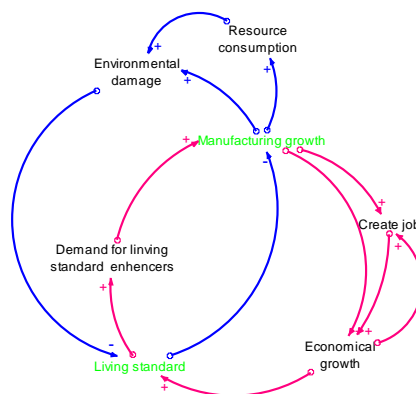 Resource
consumption
+
Environmental
damage
+
+
+
Manufacturing growth
-
+
Create job
+
Demand for linving
standard enhencers
+
+
Economical
growth
-
Living standard
+